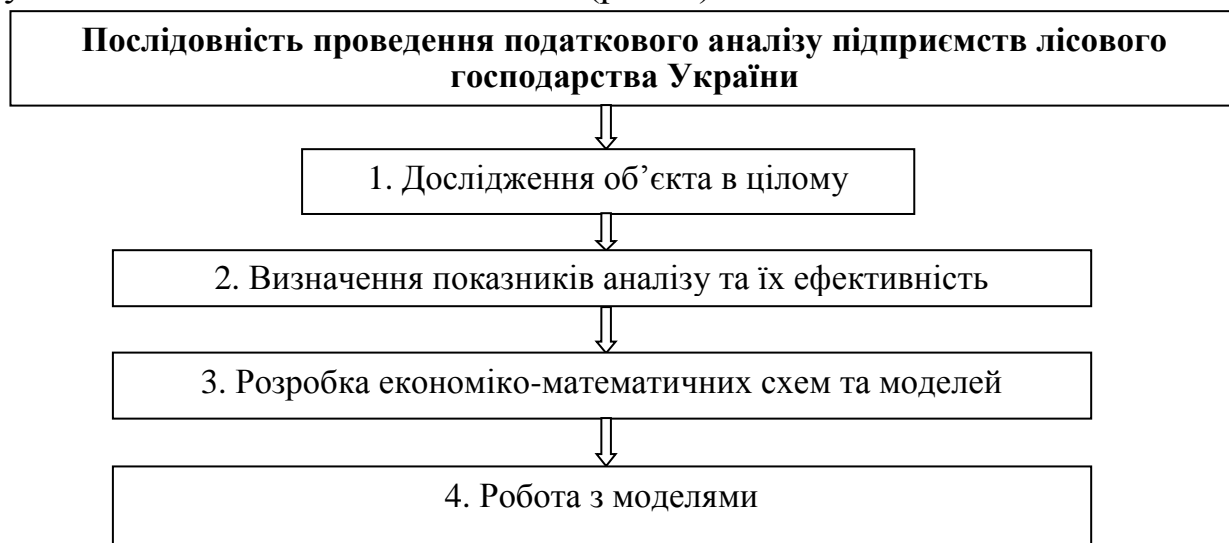 Послідовність проведення податкового аналізу підприємств лісового
господарства України
1. Дослідження об’єкта в цілому
2. Визначення показників аналізу та їх ефективність
3. Розробка економіко-математичних схем та моделей
4. Робота з моделями